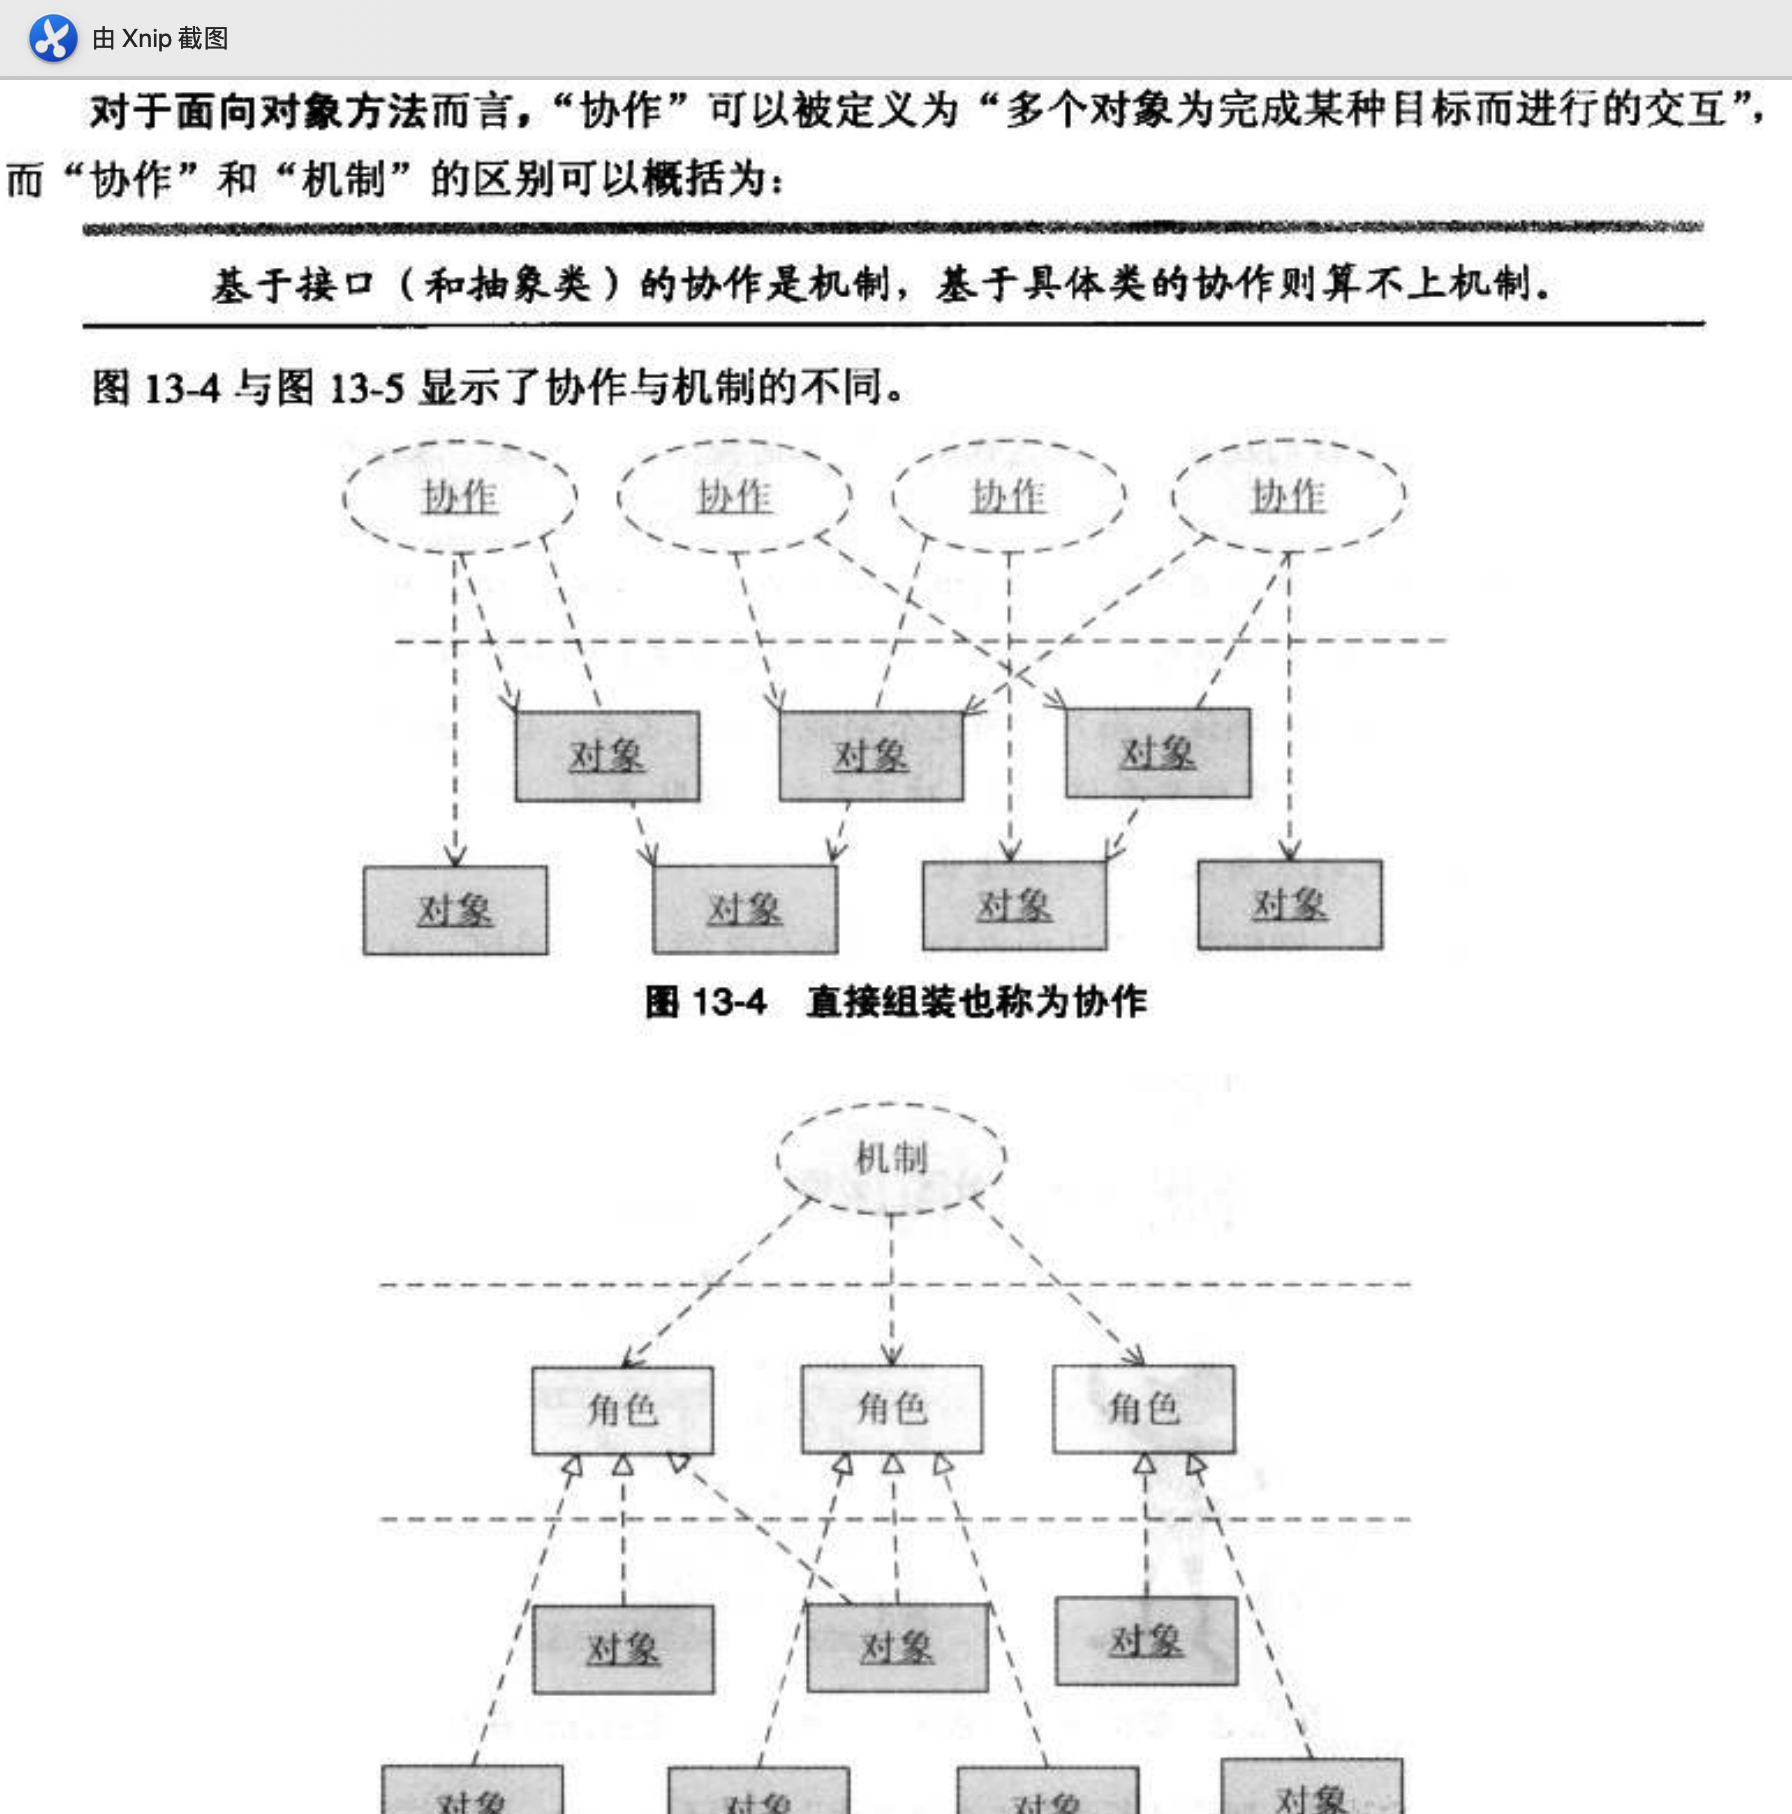 由 Xnip 截图
对于面向对象方法而言，“协作”可以被定义为“多个对象为完成某种目标而进行的交互”，
而“协作”和“机制”的区别可以概括为：
基于接口（和抽象类）的协作是机制，基于具体类的协作则算不上机制。
图 13-4 与图 13-5 显示了协作与机制的不同。
协作 协作 协作 协作
对象 对象 对象
对象 对象 对象 对象
图 13-4 直接组装也称为协作
机制
角色 角色 角色
对象 对象 对象
对象 对象 对象 对象